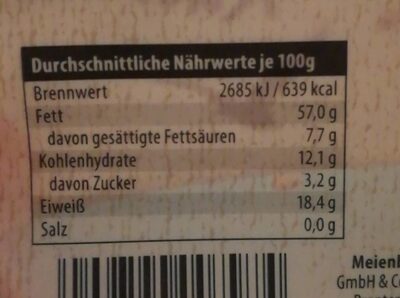 Durchschnittliche Nährwerte je 100g
Brennwert 2685 kJ / 639 kcal
Fett 57,0 g
davon gesättigte Fettsäuren 7,7 g
Kohlenhydrate 12,1 g
davon Zucker 3,2 g
Eiweiß 18,4 g
Salz 0,0 g
GmbH &